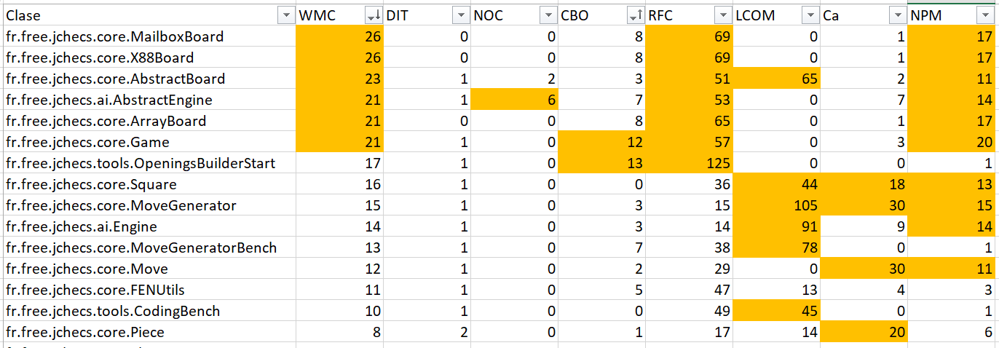 Clase WMC DIT NOC CBO RFC LCOM Ca NPM
fr.free.jchecs.core.MailboxBoard 26 0 0 8 69 0 1 17
fr.free.jchecs.core.X88Board 26 0 0 8 69 0 1 17
fr.free.jchecs.core.AbstractBoard 23 1 2 3 51 65 2 11
fr.free.jchecs.ai.AbstractEngine 21 1 6 7 53 0 7 14
fr.free.jchecs.core.ArrayBoard 21 0 0 8 65 0 1 17
fr.free.jchecs.core.Game 21 1 0 12 57 0 3 20
fr.free.jchecs.tools.OpeningsBuilderStart 17 1 0 13 125 0 0 1
fr.free.jchecs.core.Square 16 1 0 0 36 44 18 13
fr.free.jchecs.core.MoveGenerator 15 1 0 3 15 105 30 15
fr.free.jchecs.ai.Engine 14 1 0 3 14 91 9 14
fr.free.jchecs.core.MoveGeneratorBench 13 1 0 7 38 78 0 1
fr.free.jchecs.core.Move 12 1 0 2 29 0 30 11
fr.free.jchecs.core.FENUtils 11 1 0 5 47 13 4 3
fr.free.jchecs.tools.CodingBench 10 1 0 0 49 45 0 1
fr.free.jchecs.core.Piece 8 2 0 1 17 14 20 6